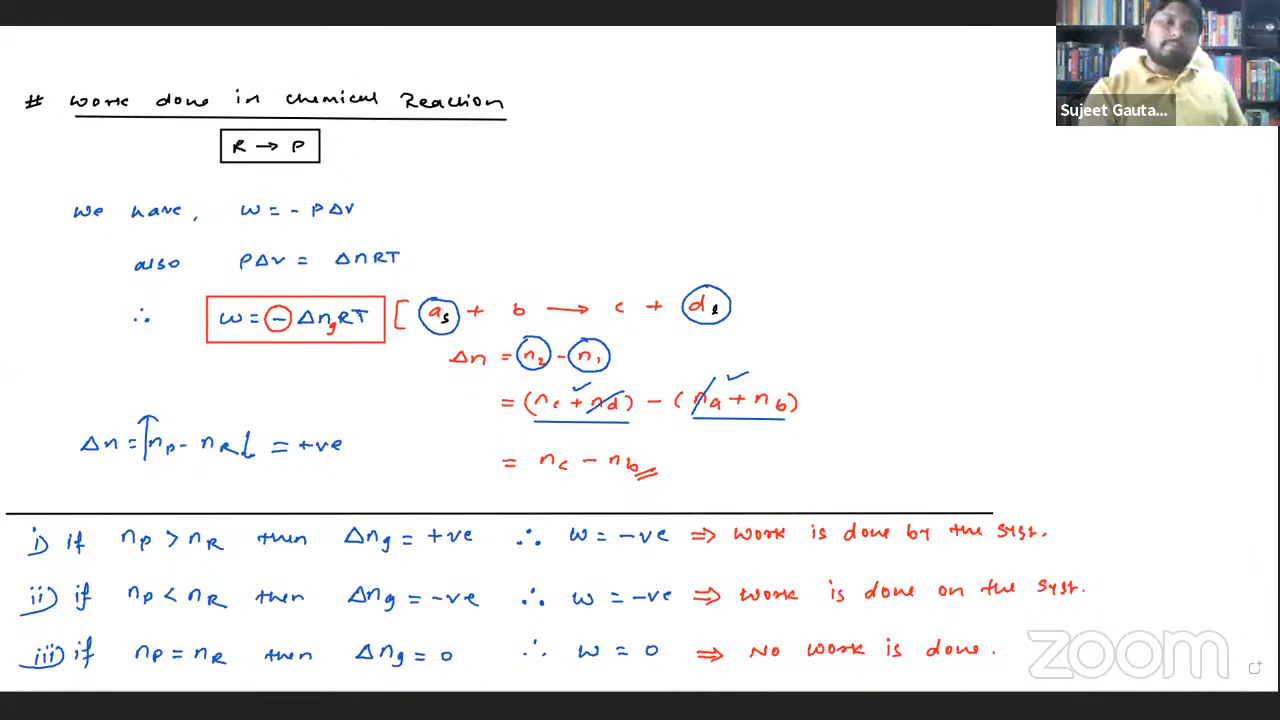 # Work done in chemical Reaction
R → P
We have, W = - PΔV
also PΔV = ΔnRT
∴ W = - ΔngRT [ as + b → c + dl
Δn = n2 - n1
= (nc + nd) - (na + nb)
Δn = ↑nP - nR↓ = +ve
= nc - nb
i) if nP > nR then Δng = +ve ∴ W = -ve ⇒ Work is done by the syst.
ii) if nP < nR then Δng = -ve ∴ W = -ve ⇒ Work is done on the syst.
iii) if nP = nR then Δng = 0 ∴ W = 0 ⇒ No work is done.
Sujeet Gauta...
zoom